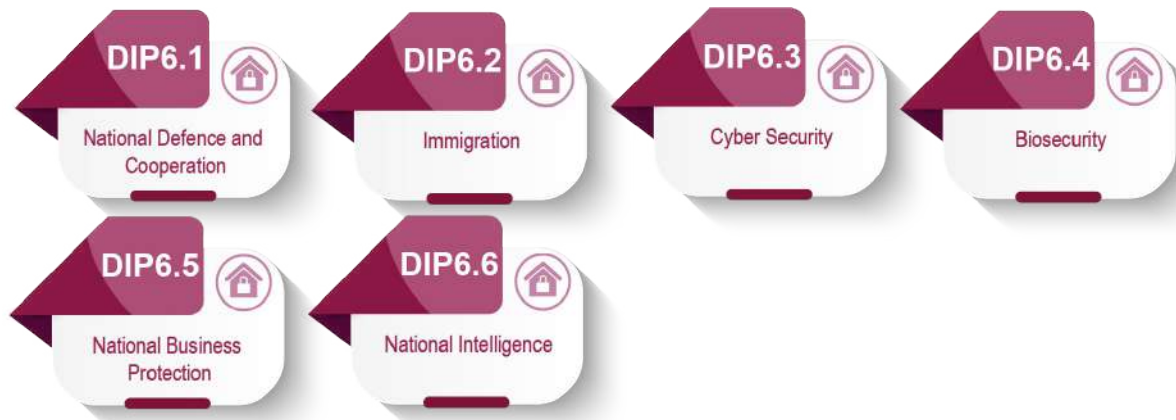 DIP6.1
National Defence and
Cooperation
DIP6.2
Immigration
DIP6.3
Cyber Security
DIP6.4
Biosecurity
DIP6.5
National Business
Protection
DIP6.6
National Intelligence